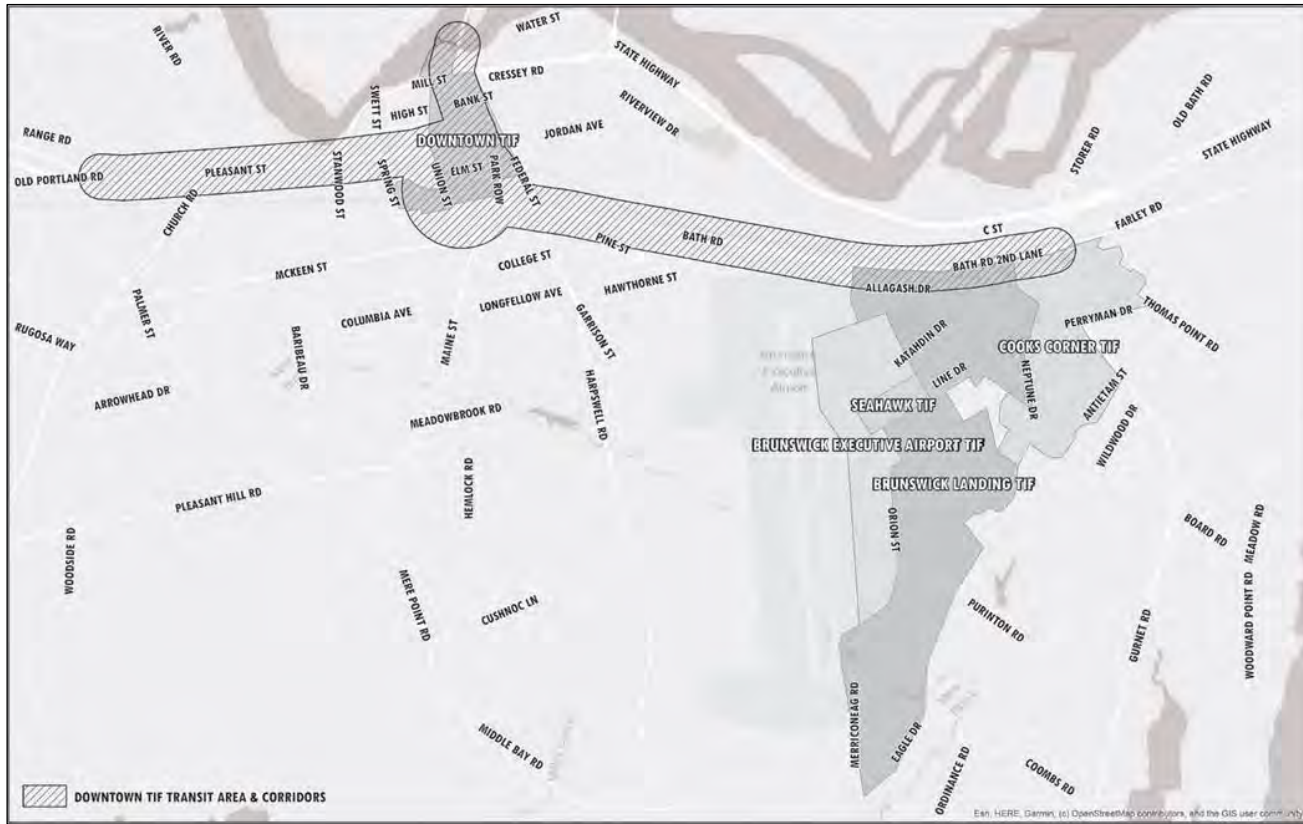 WATER ST
RIVER RD
STATE HIGHWAY
MILL ST
CRESSEY RD
SWETT ST
BANK ST
HIGH ST
RIVERVIEW DR
OLD BATH RD
RANGE RD
DOWNTOWN TIF
JORDAN AVE
STORER RD
STATE HIGHWAY
OLD PORTLAND RD
PLEASANT ST
STANWOOD ST
SPRING ST
UNION ST
ELM ST
PARK ROW
FEDERAL ST
CHURCH RD
FARLEY RD
C ST
BATH RD
PINE ST
BATH RD 2ND LANE
MCKEEN ST
COLLEGE ST
HAWTHORNE ST
ALLAGASH DR
LONGFELLOW AVE
PALMER ST
COLUMBIA AVE
GARRISON ST
PERRYMAN DR
THOMAS POINT RD
RUGOSA WAY
BARIBEAU DR
MAINE ST
KATAHDIN DR
COOKS CORNER TIF
Executive
Airport
LINE DR
NEPTUNE DR
ARROWHEAD DR
HARPSWELL RD
SEAHAWK TIF
ANTIETAM ST
MEADOWBROOK RD
WILDWOOD DR
BRUNSWICK EXECUTIVE AIRPORT TIF
BRUNSWICK LANDING TIF
PLEASANT HILL RD
HEMLOCK RD
ORION ST
BOARD RD
MEADOW RD
WOODSIDE RD
MERE POINT RD
CUSHNOC LN
PURINTON RD
GURNET RD
WOODWARD POINT RD
MERRICONEAG RD
EAGLE DR
MIDDLE BAY RD
ORDINANCE RD
COOMBS RD
DOWNTOWN TIF TRANSIT AREA & CORRIDORS
Esri, HERE, Garmin, (c) OpenStreetMap contributors, and the GIS user community